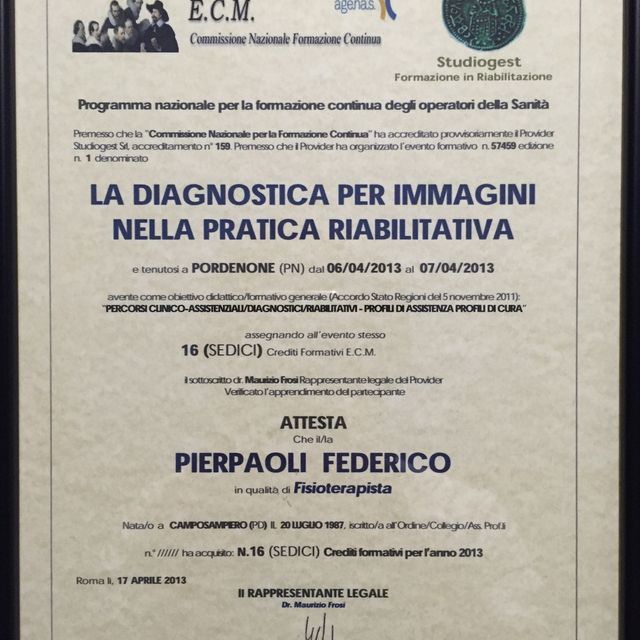 E.C.M.
agenas.
Commissione Nazionale Formazione Continua
Studiogest
Formazione in Riabilitazione
Programma nazionale per la formazione continua degli operatori della Sanità
Premesso che la "Commissione Nazionale per la Formazione Continua" ha accreditato provvisoriamente il Provider
Studiogest Srl, accreditamento n° 159. Premesso che il Provider ha organizzato l'evento formativo n. 57459 edizione
n. 1 denominato
LA DIAGNOSTICA PER IMMAGINI
NELLA PRATICA RIABILITATIVA
e tenutosi a PORDENONE (PN) dal 06/04/2013 al 07/04/2013
avente come obiettivo didattico/formativo generale (Accordo Stato Regioni del 5 novembre 2011):
"PERCORSI CLINICO-ASSISTENZIALI/DIAGNOSTICI/RIABILITATIVI - PROFILI DI ASSISTENZA PROFILI DI CURA"
assegnando all'evento stesso
16 (SEDICI) Crediti Formativi E.C.M.
il sottoscritto dr. Maurizio Frosi Rappresentante legale del Provider
Verificato l'apprendimento del partecipante
ATTESTA
Che il/la
PIERPAOLI FEDERICO
in qualità di Fisioterapista
Nata/o a CAMPOSAMPIERO (PD) IL 20 LUGLIO 1987, iscritto/a all'Ordine/Collegio/Ass. Prof.li
n.° ////// ha acquisito: N.16 (SEDICI) Crediti formativi per l'anno 2013
Roma lì, 17 APRILE 2013
Il RAPPRESENTANTE LEGALE
Dr. Maurizio Frosi